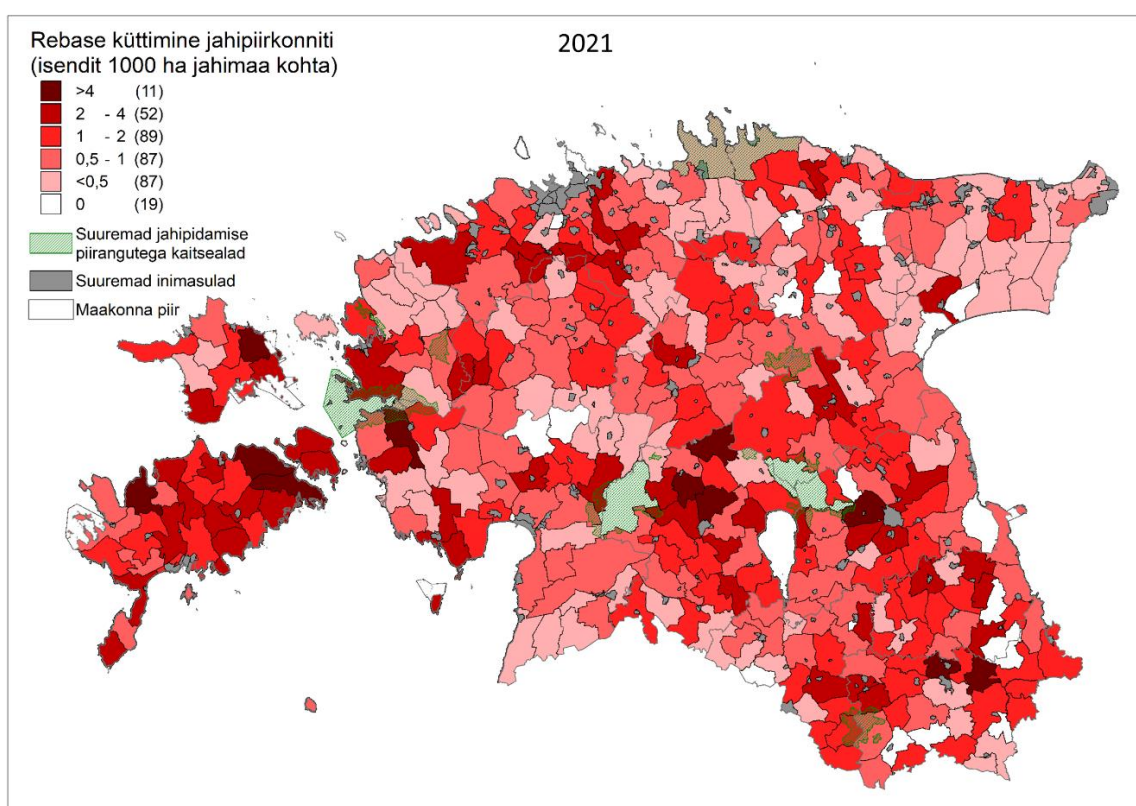 Rebase küttimine jahipiirkonniti
(isendit 1000 ha jahimaa kohta)
2021
>4 (11)
2 - 4 (52)
1 - 2 (89)
0,5 - 1 (87)
<0,5 (87)
0 (19)
Suuremad jahipidamise
piirangutega kaitsealad
Suuremad inimasulad
Maakonna piir